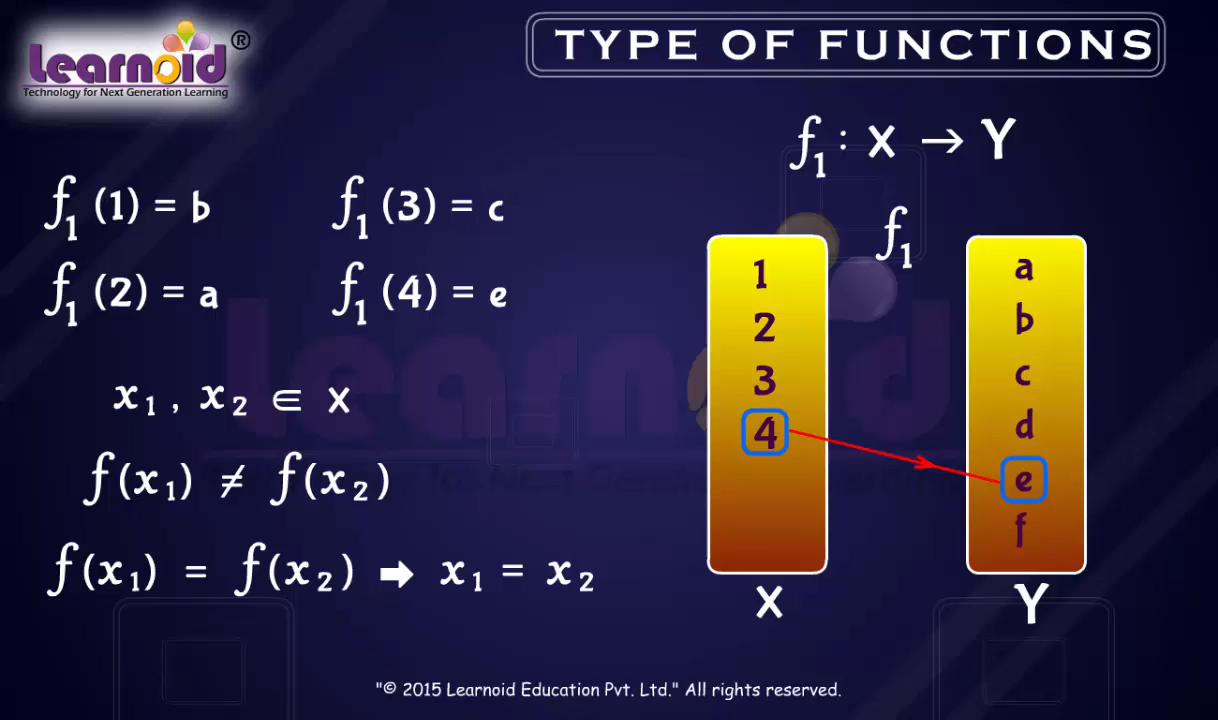 Learnoid®
Technology for Next Generation Learning
TYPE OF FUNCTIONS
f₁ : X → Y
f₁ (1) = b
f₁ (3) = c
f₁ (2) = a
f₁ (4) = e
x₁ , x₂ ∈ X
f(x₁) ≠ f(x₂)
f(x₁) = f(x₂) ➡ x₁ = x₂
f₁
1
2
3
4
X
a
b
c
d
e
f
Y
"© 2015 Learnoid Education Pvt. Ltd." All rights reserved.